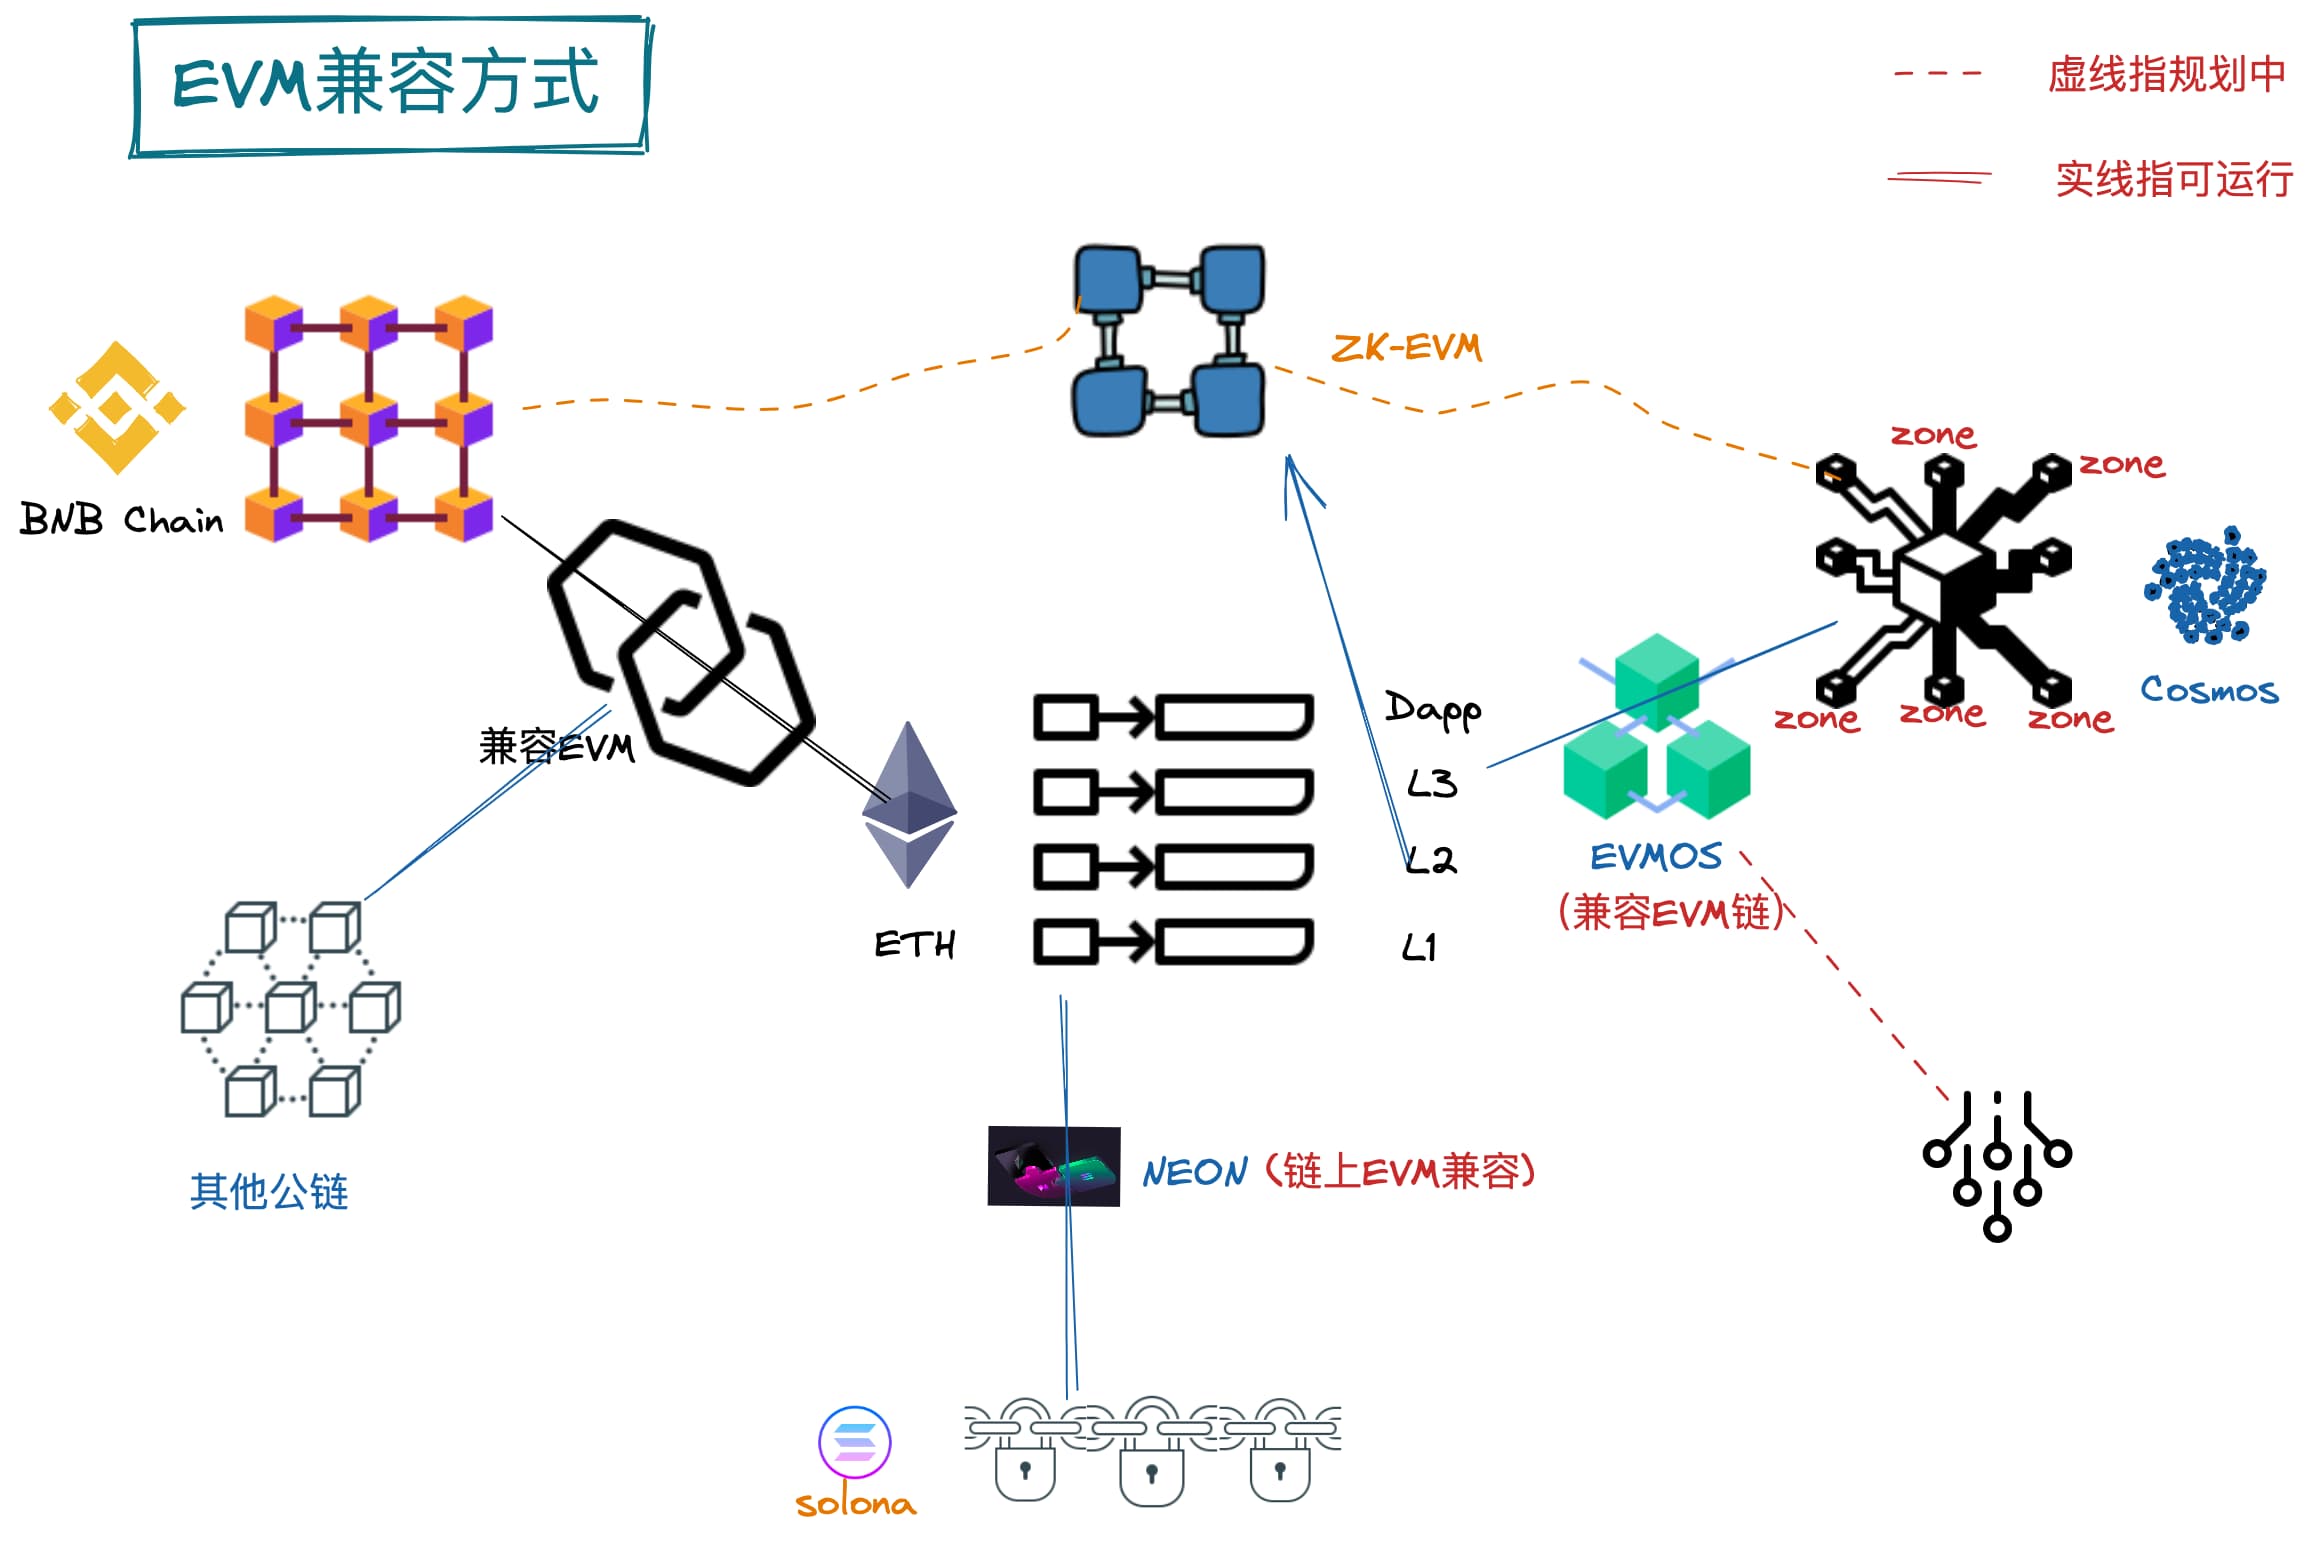 EVM兼容方式
虚线指规划中
实线指可运行
ZK-EVM
zone
zone
BNB Chain
Cosmos
zone
zone
zone
兼容EVM
Dapp
L3
L2
L1
ETH
EVMOS
(兼容EVM链)
其他公链
NEON (链上EVM兼容)
solona